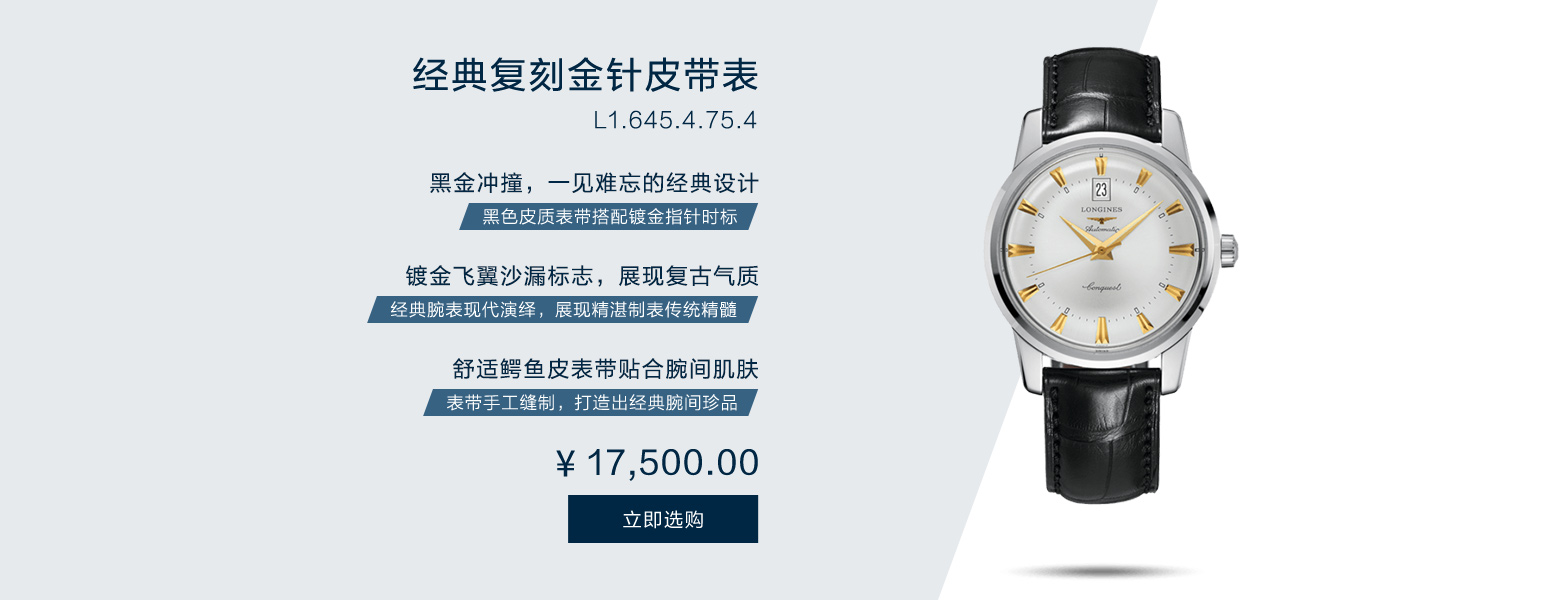 经典复刻金针皮带表
L1.645.4.75.4
黑金冲撞，一见难忘的经典设计
黑色皮质表带搭配镀金指针时标
镀金飞翼沙漏标志，展现复古气质
经典腕表现代演绎，展现精湛制表传统精髓
舒适鳄鱼皮表带贴合腕间肌肤
表带手工缝制，打造出经典腕间珍品
¥ 17,500.00
立即选购
23
LONGINES
Automatic
Conquest